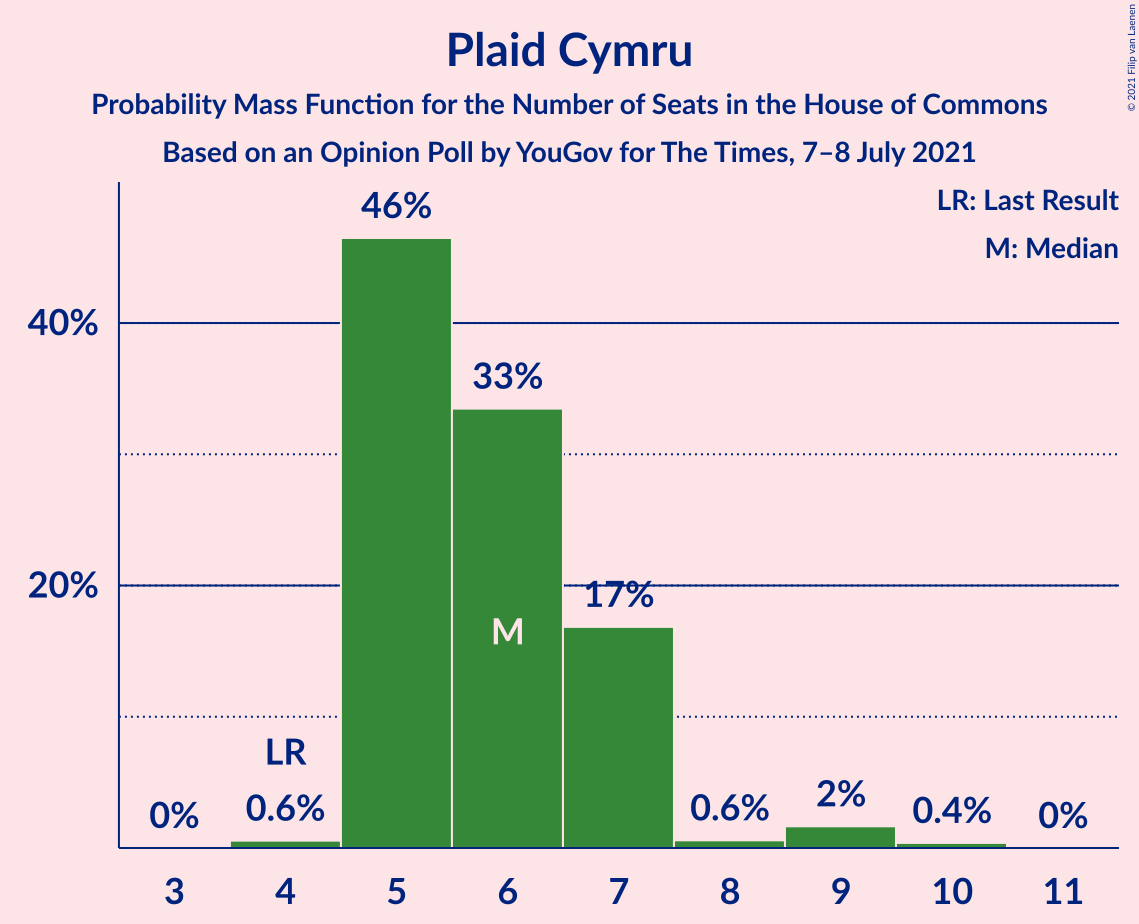 Plaid Cymru
Probability Mass Function for the Number of Seats in the House of Commons
Based on an Opinion Poll by YouGov for The Times, 7–8 July 2021
© 2021 Filip van Laenen
LR: Last Result
M: Median
46%
40%
33%
20%
17%
M
LR
0%
0.6%
0.6%
2%
0.4%
0%
3
4
5
6
7
8
9
10
11